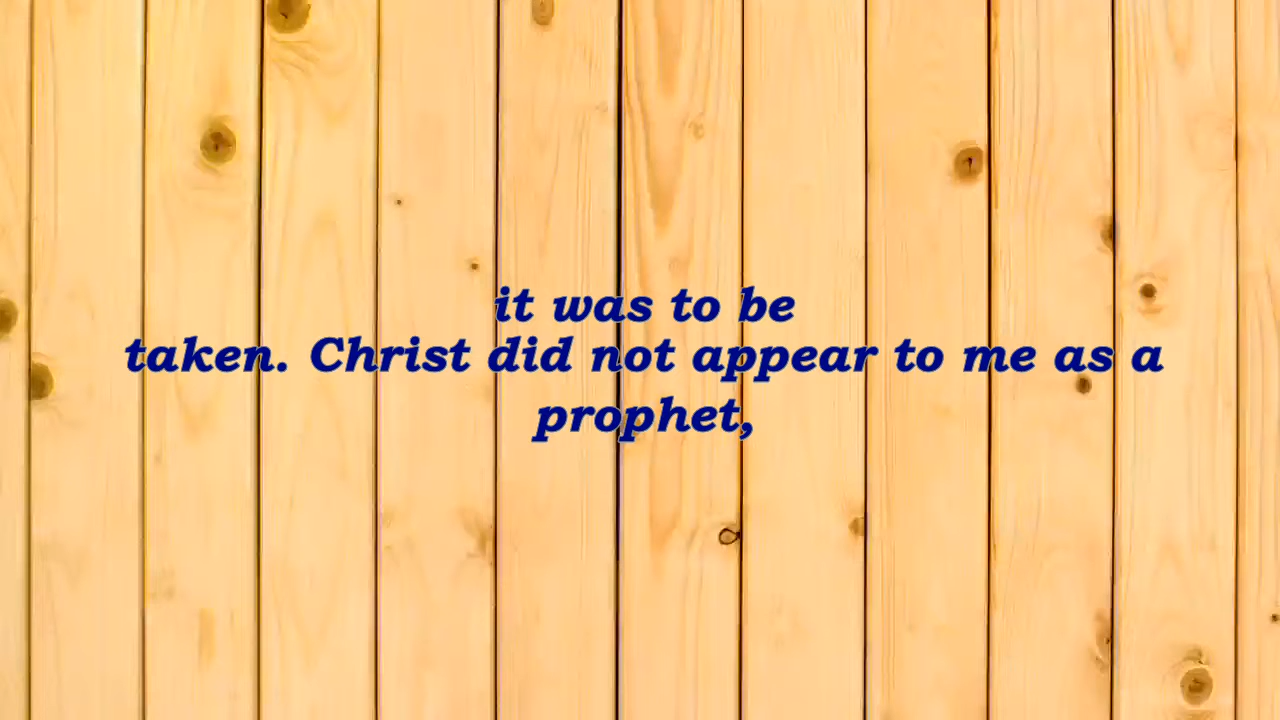 it was to be
taken. Christ did not appear to me as a
prophet,